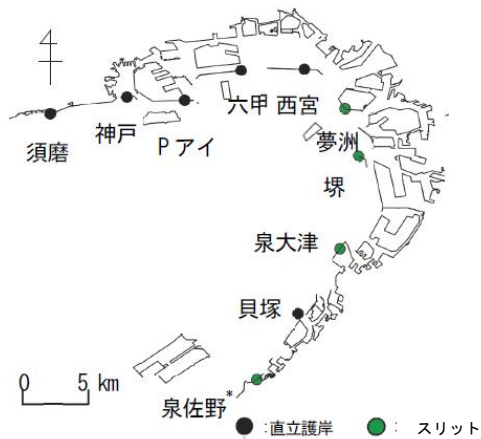 六甲 西宮
神戸
Pアイ
須磨
夢洲
堺
泉大津
貝塚
0 5 km
泉佐野*
:直立護岸 : スリット